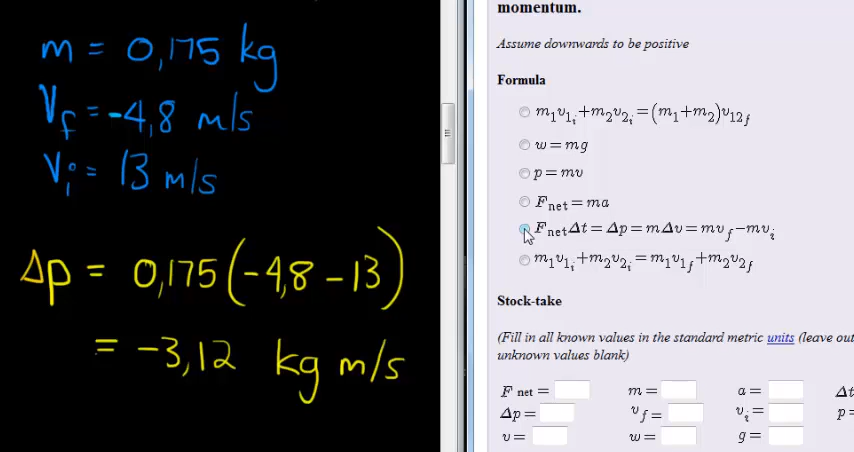 m = 0,175 kg
Vf = -4,8 m/s
Vi = 13 m/s
Δp = 0,175 (-4,8 - 13)
= -3,12 kg m/s
momentum.
Assume downwards to be positive
Formula
m₁v₁ᵢ+m₂v₂ᵢ=(m₁+m₂)v₁₂f
w=mg
p=mv
Fnet=ma
FnetΔt=Δp=mΔv=mvf−mvᵢ
m₁v₁ᵢ+m₂v₂ᵢ=m₁v₁f+m₂v₂f
Stock-take
(Fill in all known values in the standard metric units (leave out
unknown values blank)
F net = m= a= Δt
Δp= vf= vᵢ= p=
v= w= g=